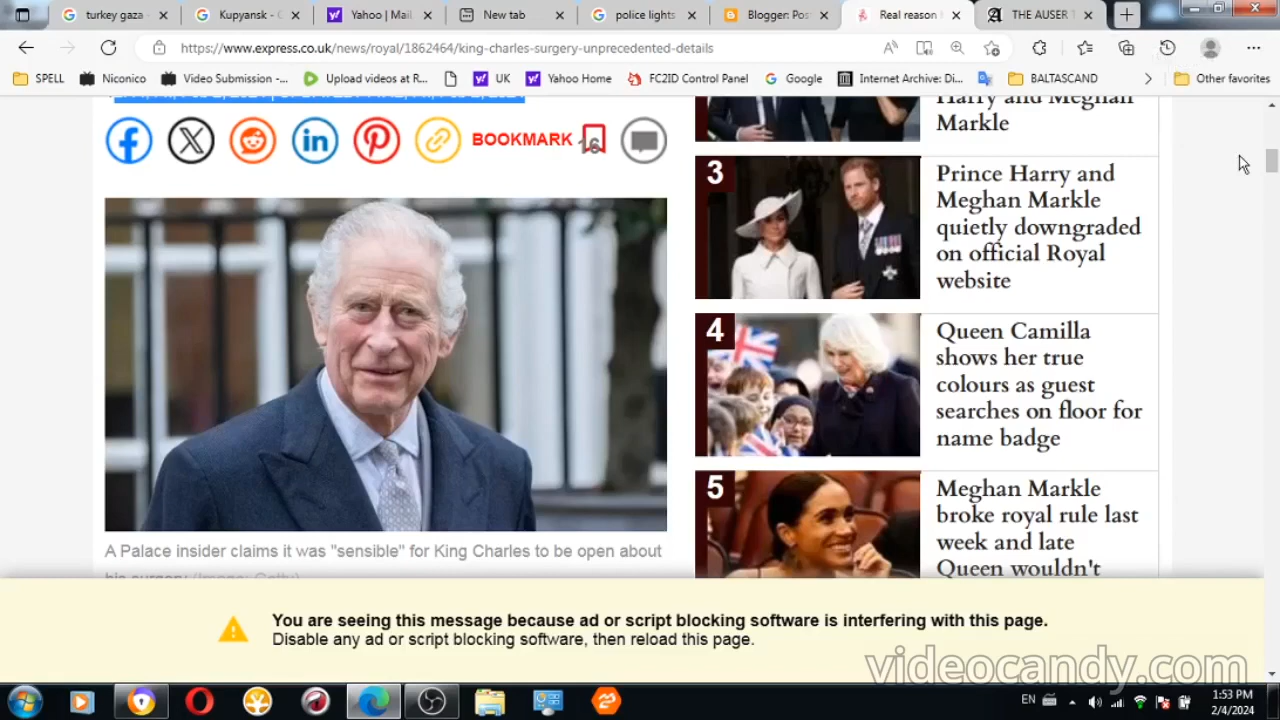 turkey gaza -
Kupyansk -
Yahoo | Mail
New tab
police lights
Blogger: Pos
Real reason
THE AUSER
https://www.express.co.uk/news/royal/1862464/king-charles-surgery-unprecedented-details
SPELL
Niconico
Video Submission -...
Upload videos at R...
UK
Yahoo Home
FC2ID Control Panel
Google
Internet Archive: Di...
BALTASCAND
Other favorites
BOOKMARK
16
Harry and Meghan
Markle
3
Prince Harry and
Meghan Markle
quietly downgraded
on official Royal
website
4
Queen Camilla
shows her true
colours as guest
searches on floor for
name badge
5
Meghan Markle
broke royal rule last
week and late
Queen wouldn't
A Palace insider claims it was "sensible" for King Charles to be open about
his surgery (Image: Getty)
You are seeing this message because ad or script blocking software is interfering with this page.
Disable any ad or script blocking software, then reload this page.
videocandy.com
EN
1:53 PM
2/4/2024